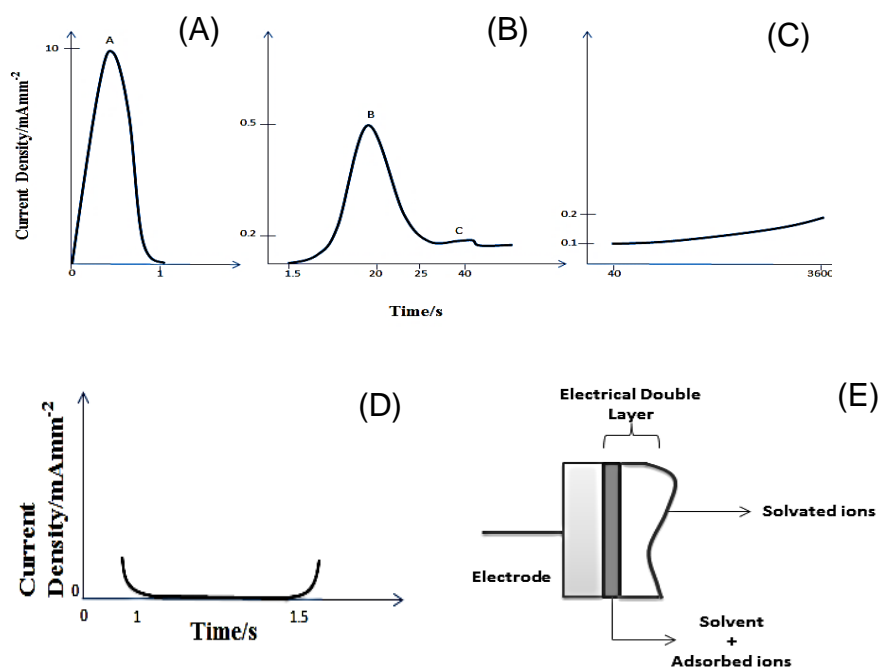 (A)
(B)
(C)
Current Density/mAmm-2
10
A
0
1
0.5
0.2
B
C
1.5
20
25
40
0.2
0.1
40
3600
Time/s
(D)
Current
Density/mAmm-2
0
0
1
1.5
Time/s
(E)
Electrical Double
Layer
Solvated ions
Electrode
Solvent
+
Adsorbed ions